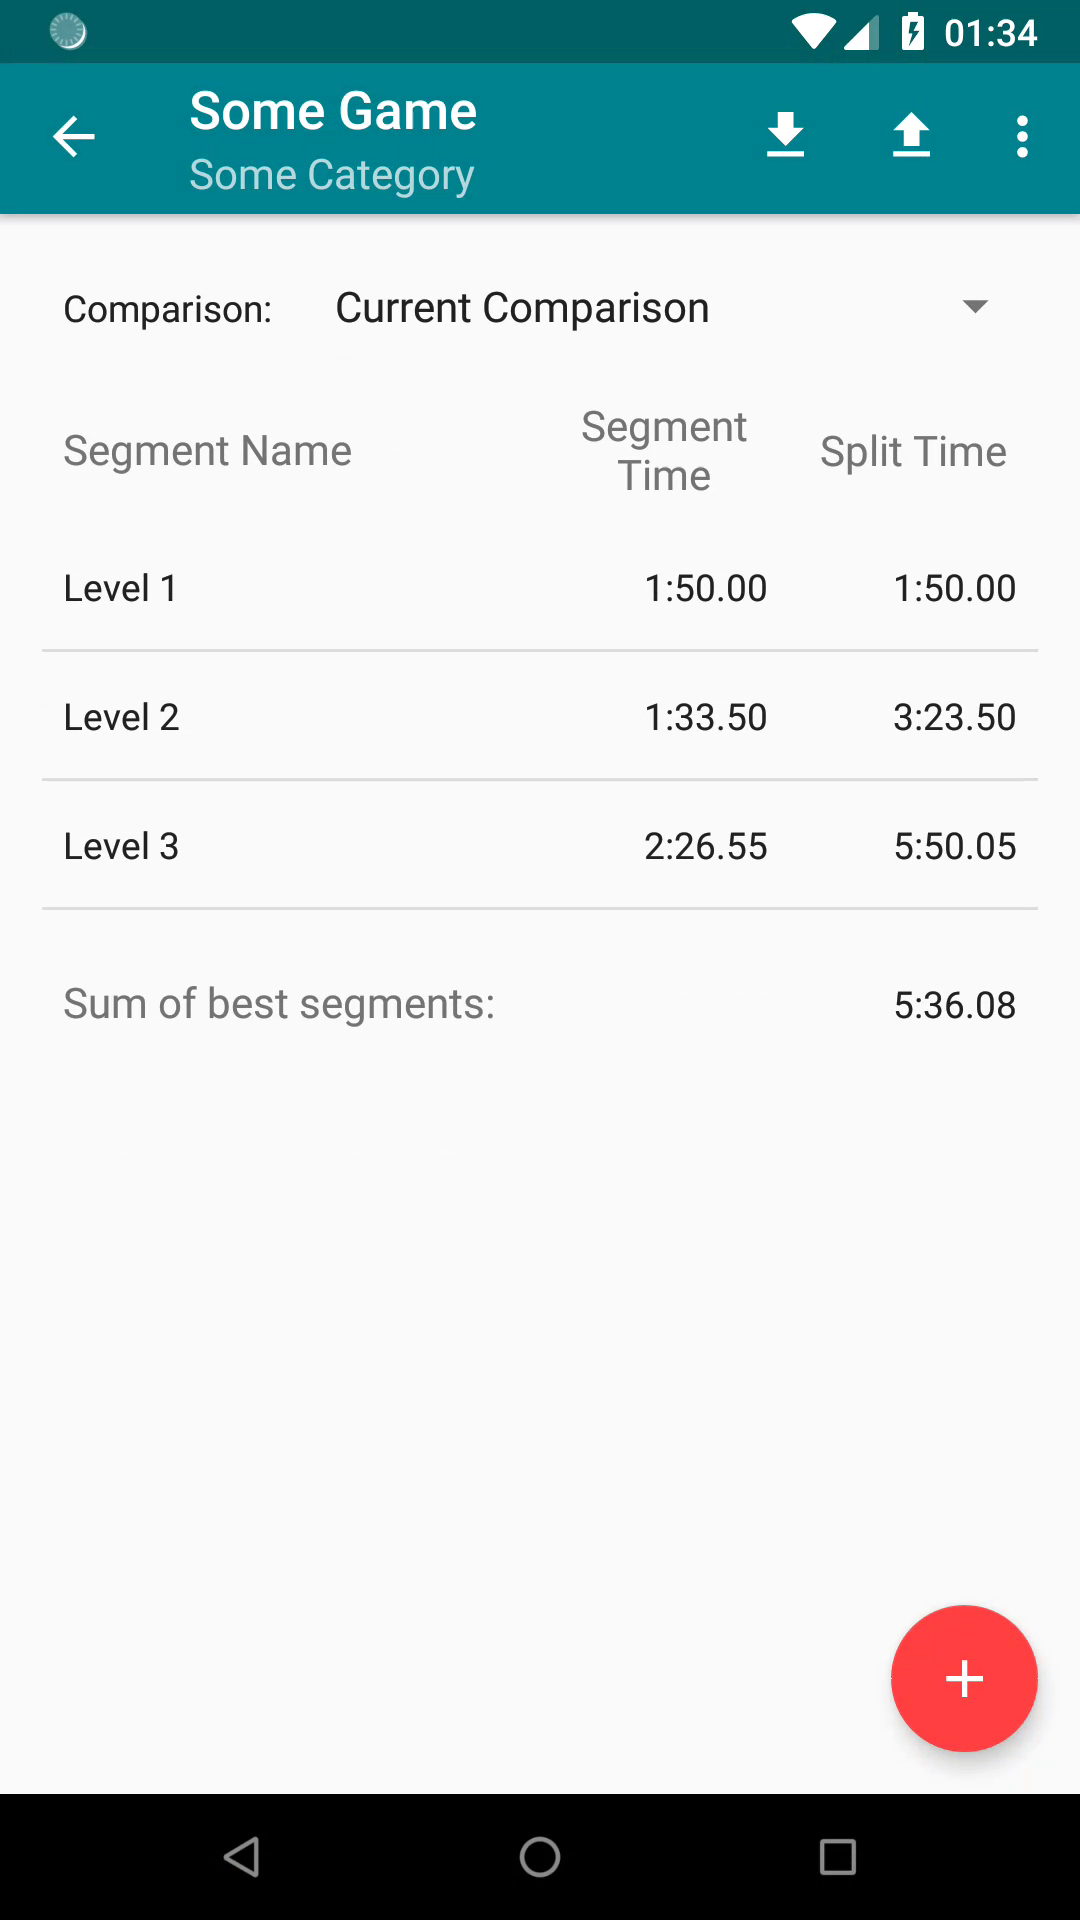 01:34
Some Game
Some Category
Comparison: Current Comparison
Segment Name Segment Time Split Time
Level 1 1:50.00 1:50.00
Level 2 1:33.50 3:23.50
Level 3 2:26.55 5:50.05
Sum of best segments: 5:36.08